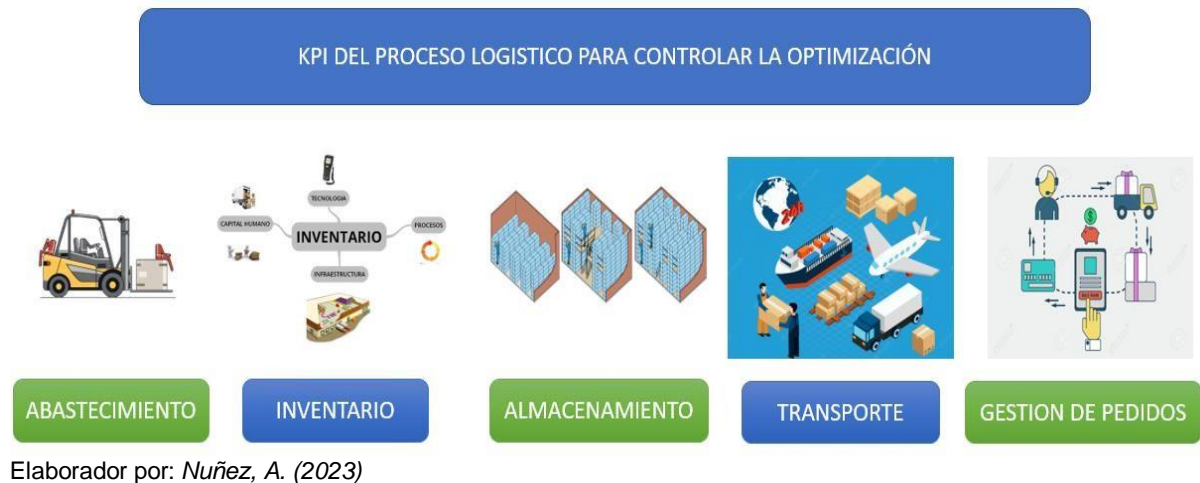 KPI DEL PROCESO LOGISTICO PARA CONTROLAR LA OPTIMIZACIÓN
TECNOLOGIA
CAPITAL HUMANO
INVENTARIO
PROCESOS
INFRAESTRUCTURA
ABASTECIMIENTO
INVENTARIO
ALMACENAMIENTO
TRANSPORTE
GESTION DE PEDIDOS
Elaborador por: Nuñez, A. (2023)